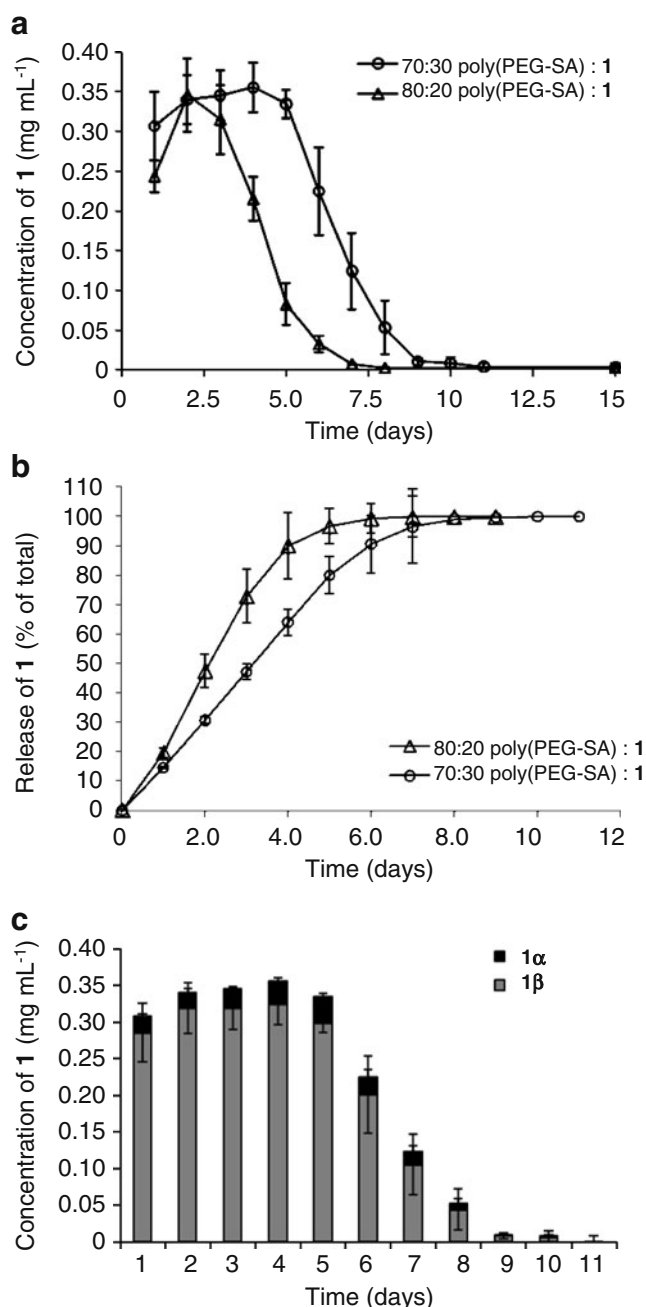 a
Concentration of 1 (mg mL⁻¹)
0.40
0.35
0.30
0.25
0.20
0.15
0.10
0.05
0
70:30 poly(PEG-SA) : 1
80:20 poly(PEG-SA) : 1
0 2.5 5.0 7.5 10 12.5 15
Time (days)
b
Release of 1 (% of total)
110
100
90
80
70
60
50
40
30
20
10
0
80:20 poly(PEG-SA) : 1
70:30 poly(PEG-SA) : 1
0 2.0 4.0 6.0 8.0 10 12
Time (days)
c
Concentration of 1 (mg mL⁻¹)
0.40
0.35
0.30
0.25
0.20
0.15
0.10
0.05
0
1α
1β
1 2 3 4 5 6 7 8 9 10 11
Time (days)